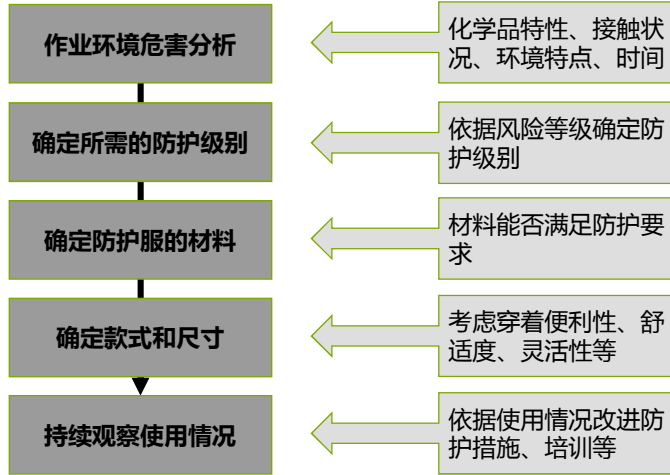 作业环境危害分析
化学品特性、接触状
况、环境特点、时间
确定所需的防护级别
依据风险等级确定防
护级别
确定防护服的材料
材料能否满足防护要
求
确定款式和尺寸
考虑穿着便利性、舒
适度、灵活性等
持续观察使用情况
依据使用情况改进防
护措施、培训等